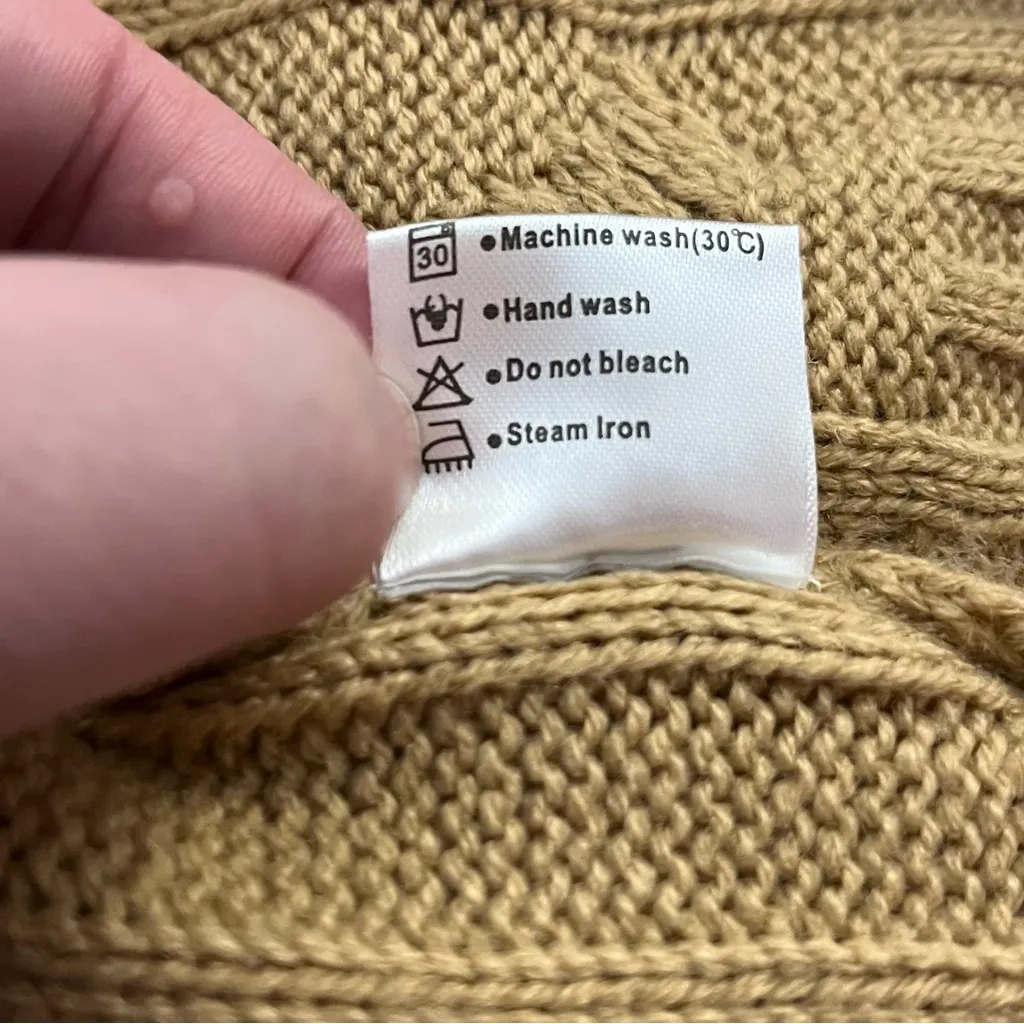 30 ●Machine wash(30℃)
●Hand wash
●Do not bleach
●Steam Iron